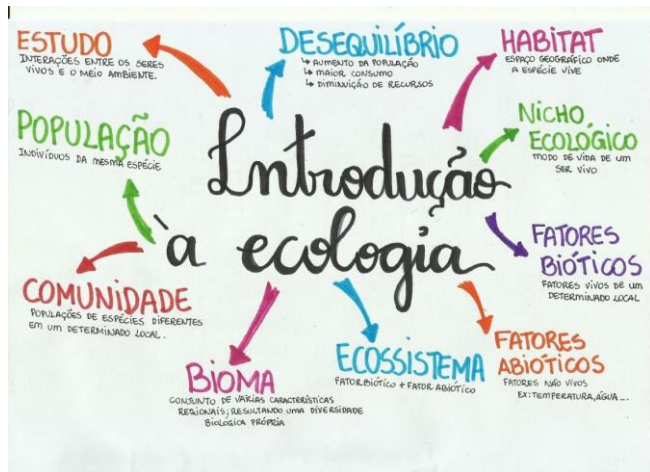 ESTUDO
INTERAÇÕES ENTRE OS SERES
VIVOS E O MEIO AMBIENTE.
DESEQUILÍBRIO
↳ AUMENTO DA POPULAÇÃO
↳ MAIOR CONSUMO
↳ DIMINUIÇÃO DE RECURSOS
HABITAT
ESPAÇO GEOGRÁFICO ONDE
A ESPÉCIE VIVE
POPULAÇÃO
INDIVÍDUOS DA MESMA ESPÉCIE
NICHO
ECOLÓGICO
MODO DE VIDA DE UM
SER VIVO
Introdução
à ecologia
FATORES
BIÓTICOS
FATORES VIVOS DE UM
DETERMINADO LOCAL
COMUNIDADE
POPULAÇÕES DE ESPÉCIES DIFERENTES
EM UM DETERMINADO LOCAL.
BIOMA
CONJUNTO DE VÁRIAS CARACTERÍSTICAS
REGIONAIS; RESULTANDO UMA DIVERSIDADE
BIOLÓGICA PRÓPRIA
ECOSSISTEMA
FATOR BIÓTICO + FATOR ABIÓTICO
FATORES
ABIÓTICOS
FATORES NÃO VIVOS
EX: TEMPERATURA, ÁGUA...